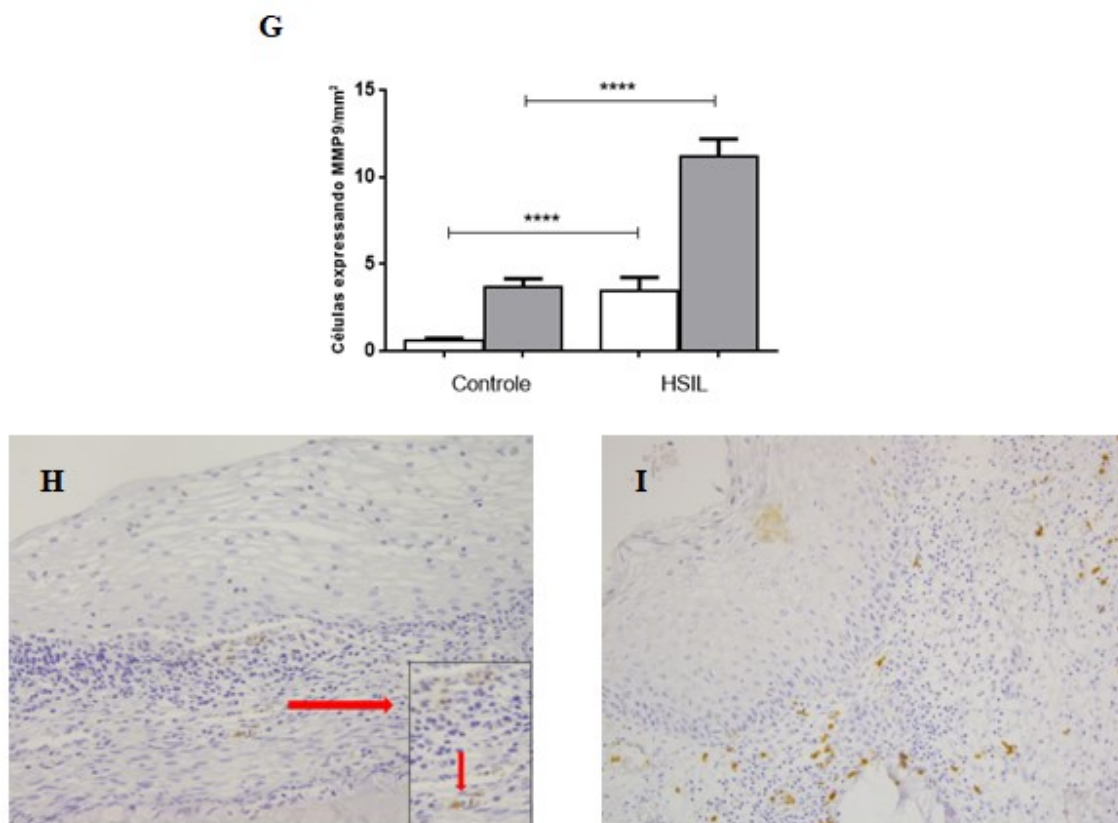 G
Células expressando MMP9/mm²
15
10
5
0
****
****
Controle
HSIL
H
I